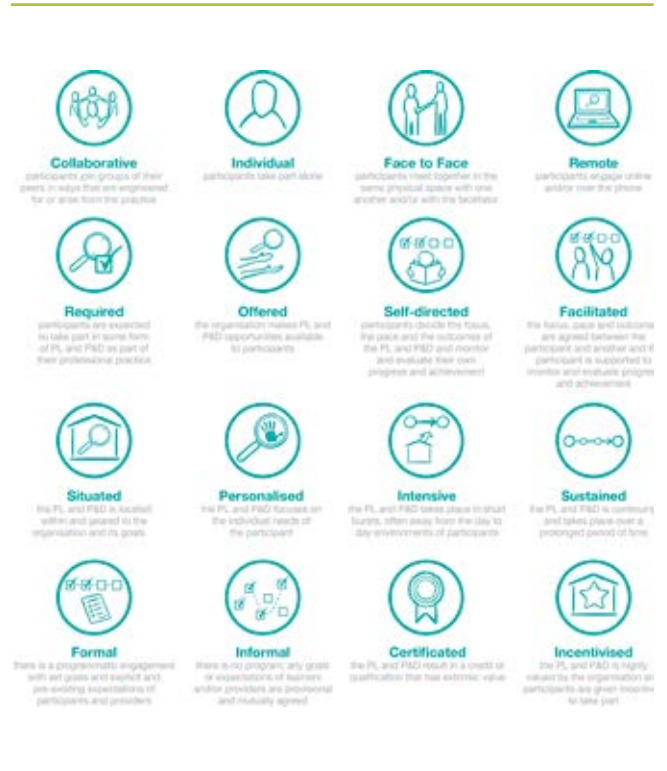 Collaborative
participants join groups of their
peers in ways that are engineered
for or arise from the practice
Individual
participants take part alone
Face to Face
participants meet together in the
same physical space with one
another and/or with the facilitator
Remote
participants engage online
and/or over the phone
Required
participants are expected
to take part in some form
of PL and P&D as part of
their professional practice
Offered
the organisation makes PL and
P&D opportunities available
to participants
Self-directed
participants decide the focus,
the pace and the outcomes of
the PL and P&D and monitor
and evaluate their own
progress and achievement
Facilitated
the focus, pace and outcomes
are agreed between the
participant and another and the
participant is supported to
monitor and evaluate progress
and achievement
Situated
the PL and P&D is located
within and geared to the
organisation and its goals
Personalised
the PL and P&D focuses on
the individual needs of
the participant
Intensive
the PL and P&D takes place in short
bursts, often away from the day to
day environments of participants
Sustained
the PL and P&D is continuing
and takes place over a
prolonged period of time
Formal
there is a programmatic engagement
with set goals and explicit and
pre-existing expectations of
participants and providers
Informal
there is no program; any goals
or expectations of learners
and/or providers are provisional
and mutually agreed
Certificated
the PL and P&D result in a credit or
qualification that has extrinsic value
Incentivised
the PL and P&D is highly
valued by the organisation and
participants are given incentives
to take part